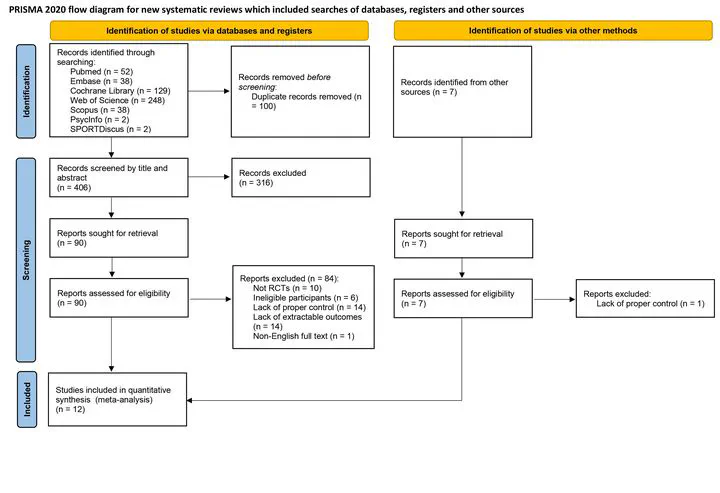 PRISMA 2020 flow diagram for new systematic reviews which included searches of databases, registers and other sources
Identification of studies via databases and registers
Identification of studies via other methods
Identification
Records identified through
searching:
Pubmed (n = 52)
Embase (n = 38)
Cochrane Library (n = 129)
Web of Science (n = 248)
Scopus (n = 38)
PsycInfo (n = 2)
SPORTDiscus (n = 2)
Records removed before
screening:
Duplicate records removed (n
= 100)
Records identified from other
sources (n = 7)
Screening
Records screened by title and
abstract
(n = 406)
Records excluded
(n = 316)
Reports sought for retrieval
(n = 90)
Reports sought for retrieval
(n = 7)
Reports assessed for eligibility
(n = 90)
Reports excluded (n = 84):
Not RCTs (n = 10)
Ineligible participants (n = 6)
Lack of proper control (n = 14)
Lack of extractable outcomes
(n = 14)
Non-English full text (n = 1)
Reports assessed for eligibility
(n = 7)
Reports excluded:
Lack of proper control (n = 1)
Included
Studies included in quantitative
synthesis (meta-analysis)
(n = 12)